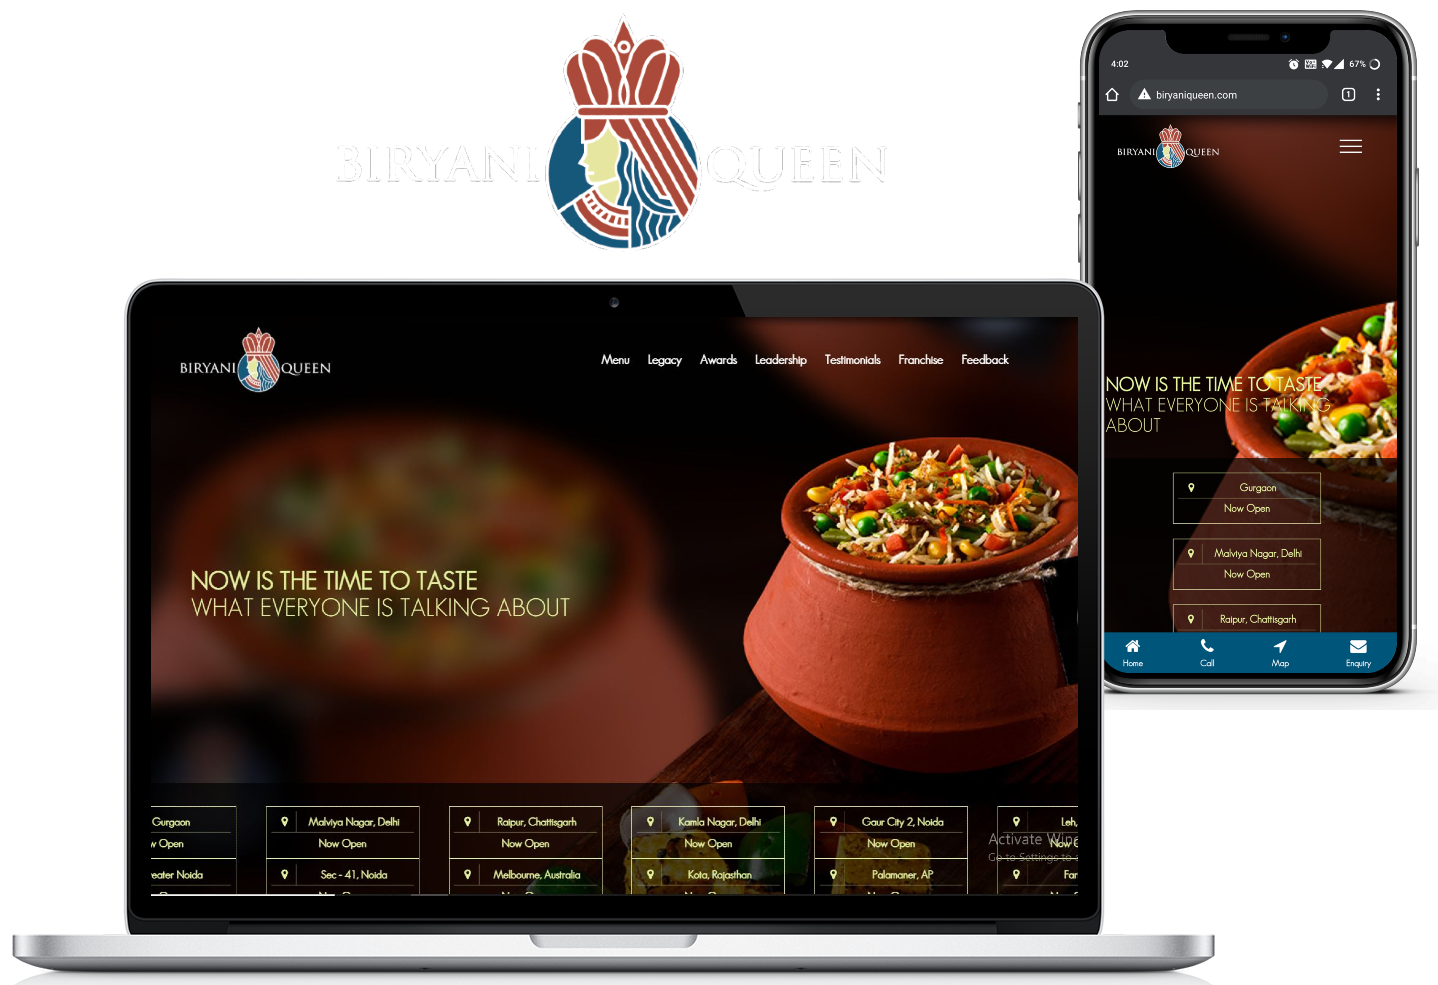 BIRYANI QUEEN
4:02
67%
biryaniqueen.com
1
BIRYANI QUEEN
NOW IS THE TIME TO TASTE
WHAT EVERYONE IS TALKING
ABOUT
Gurgaon
Now Open
Malviya Nagar, Delhi
Now Open
Raipur, Chattisgarh
Home Call Map Enquiry
BIRYANI QUEEN
Menu Legacy Awards Leadership Testimonials Franchise Feedback
NOW IS THE TIME TO TASTE
WHAT EVERYONE IS TALKING ABOUT
Gurgaon Malviya Nagar, Delhi Raipur, Chattisgarh Kamla Nagar, Delhi Gaur City 2, Noida Leh,
w Open Now Open Now Open Now Open Now Open Now
Activate Wind
Go to Settings to
eater Noida Sec - 41, Noida Melbourne, Australia Kota, Rajasthan Palamaner, AP